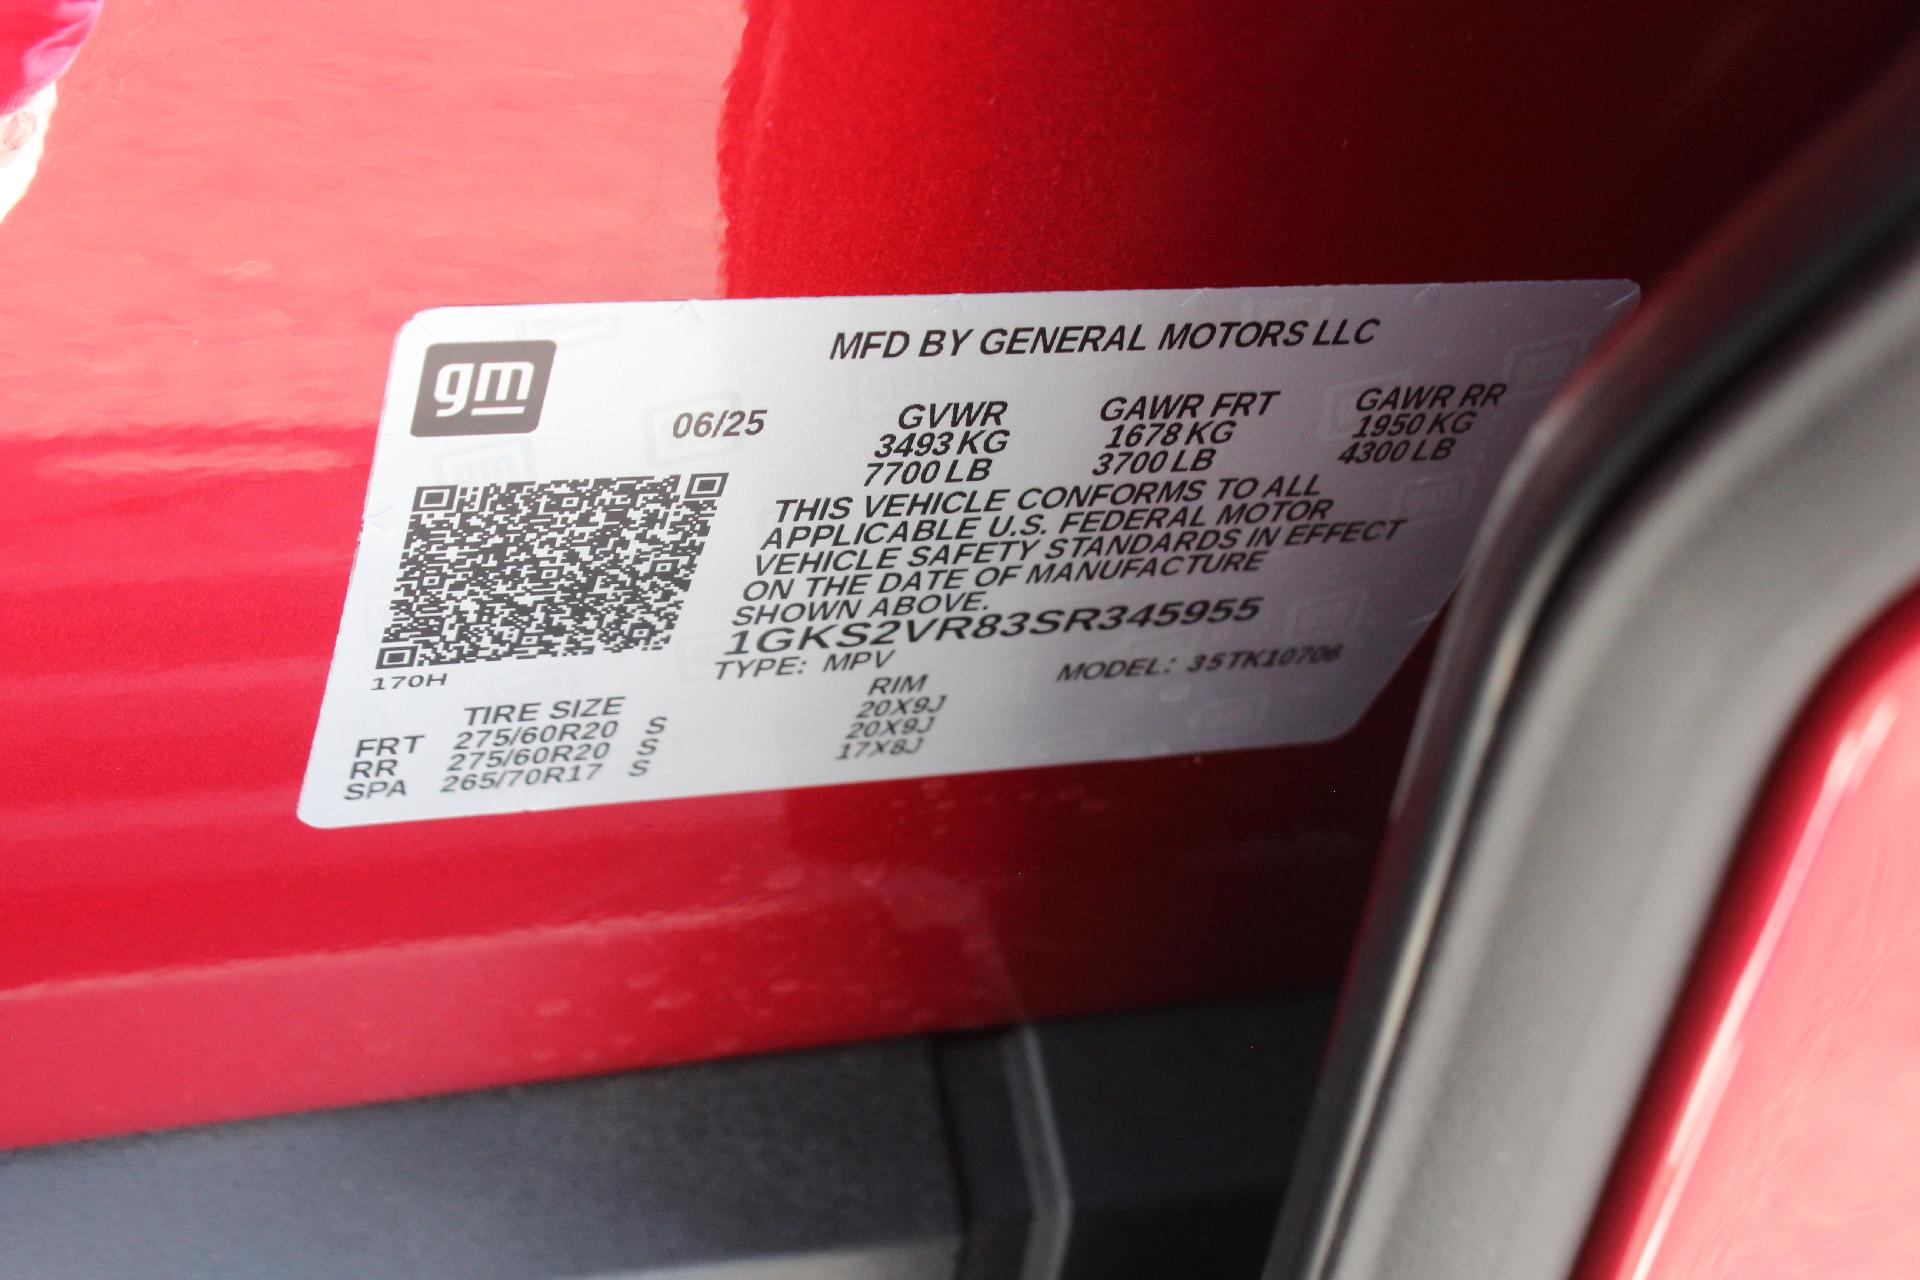 gm
MFD BY GENERAL MOTORS LLC
06/25 GVWR GAWR FRT GAWR RR
3493 KG 1678 KG 1950 KG
7700 LB 3700 LB 4300 LB
THIS VEHICLE CONFORMS TO ALL
APPLICABLE U.S. FEDERAL MOTOR
VEHICLE SAFETY STANDARDS IN EFFECT
ON THE DATE OF MANUFACTURE
SHOWN ABOVE.
1GKS2VR83SR345955
TYPE: MPV MODEL: 35TK10706
170H
TIRE SIZE RIM
FRT 275/60R20 S 20X9J
RR 275/60R20 S 20X9J
SPA 265/70R17 S 17X8J